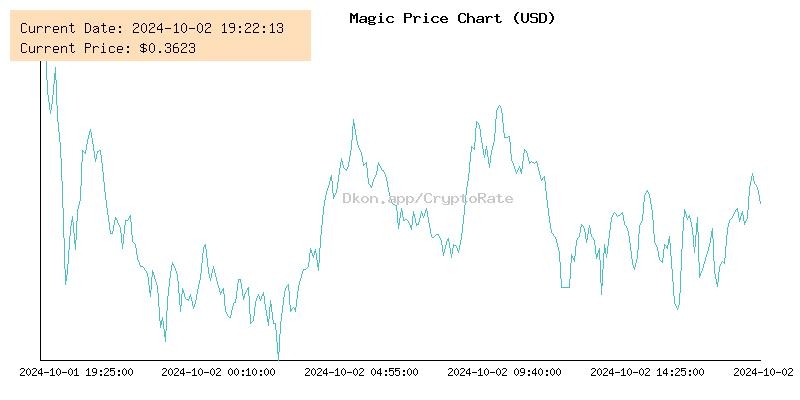 Magic Price Chart (USD)
Current Date: 2024-10-02 19:22:13
Current Price: $0.3623
Dkon.app/CryptoRate
2024-10-01 19:25:00 2024-10-02 00:10:00 2024-10-02 04:55:00 2024-10-02 09:40:00 2024-10-02 14:25:00 2024-10-02